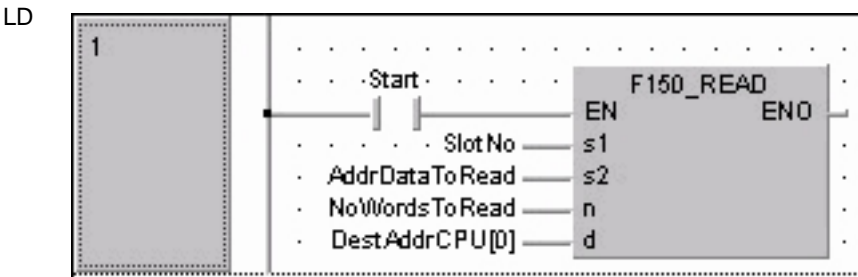 LD
1
Start
F150_READ
EN ENO
SlotNo s1
AddrDataToRead s2
NoWordsToRead n
DestAddrCPU[0] d